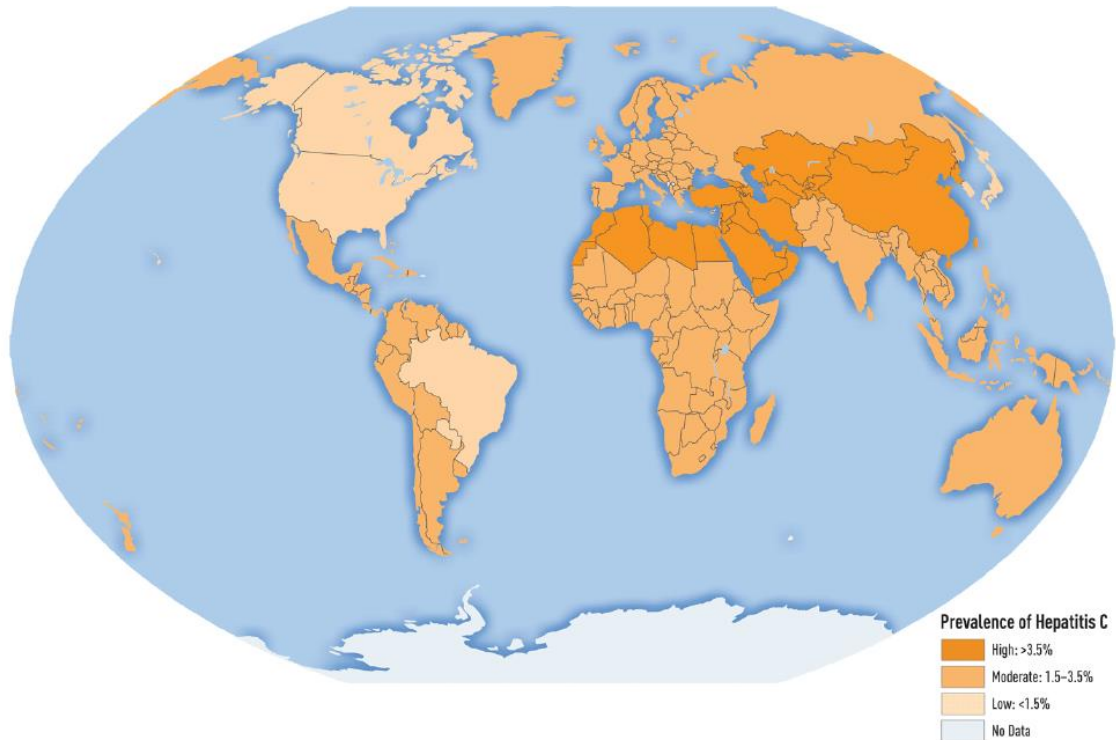 Prevalence of Hepatitis C
High: >3.5%
Moderate: 1.5–3.5%
Low: <1.5%
No Data